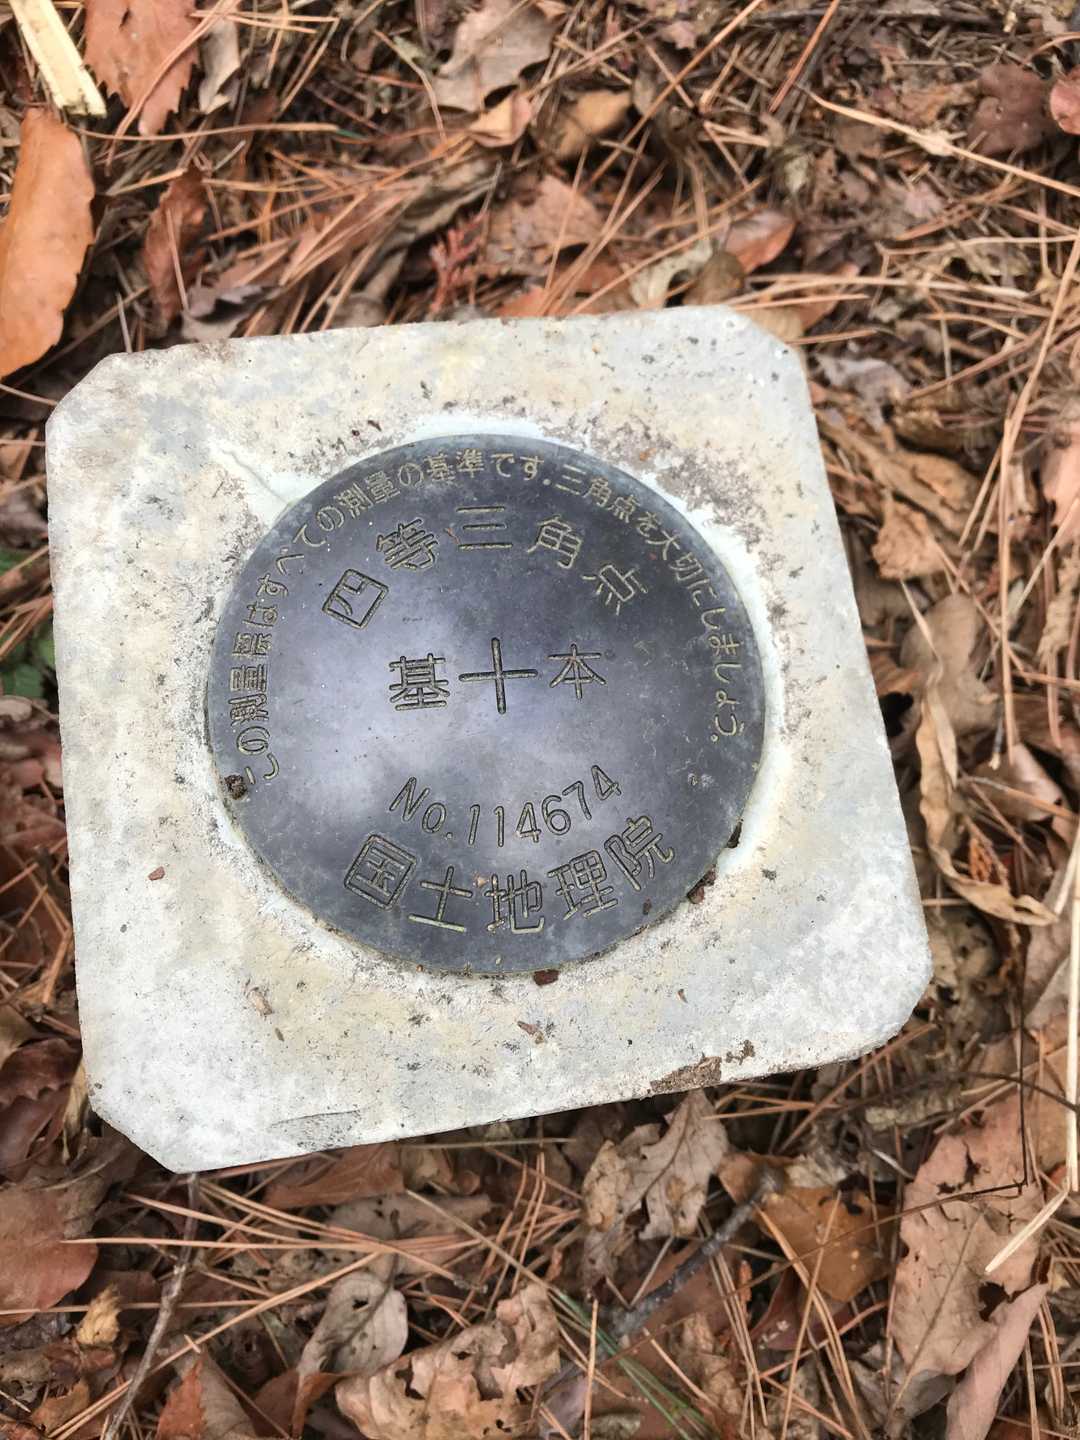 この測量標はすべての測量の基準です.三角点を大切にしましょう.
四等三角点
基本
No.114674
国土地理院